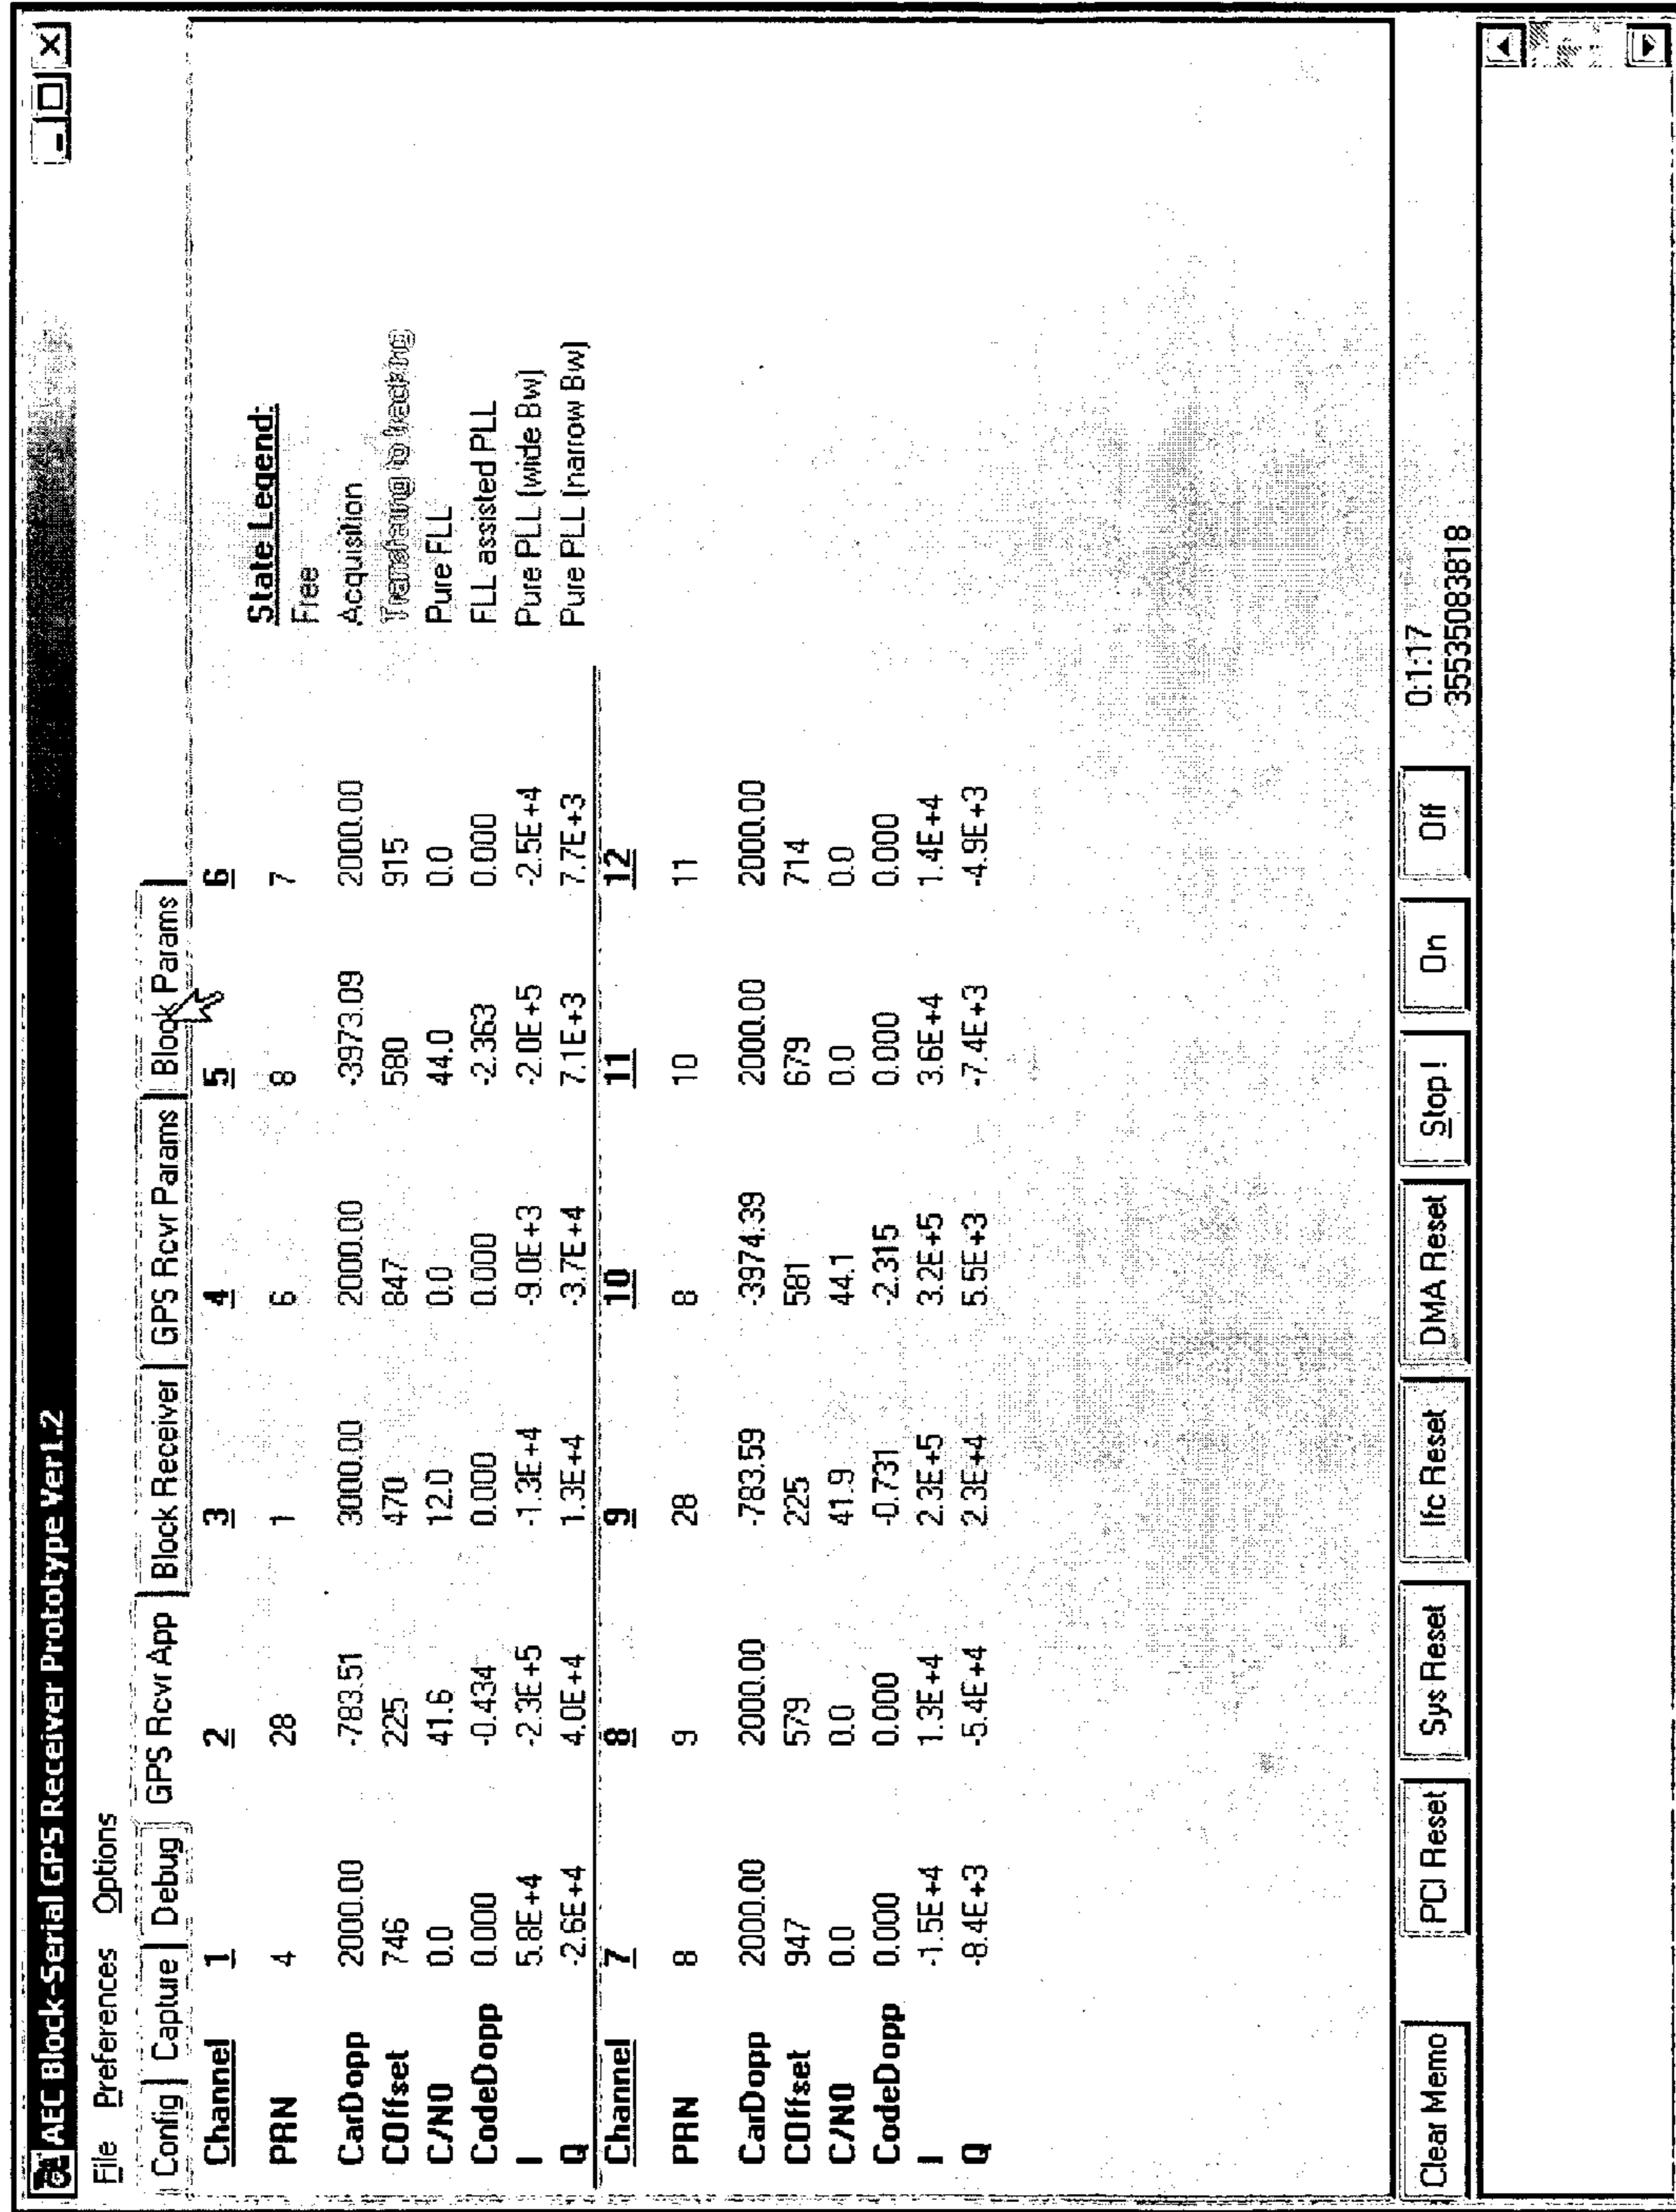 AEC Block-Serial GPS Receiver Prototype Ver1.2
File Preferences Options
Config Capture Debug GPS Rcvr App Block Receiver GPS Rcvr Params Block Params
Channel 1 2 3 4 5 6
PRN 4 28 1 6 8 7
CarDopp 2000.00 -783.51 3000.00 2000.00 -3973.09 2000.00
COffset 746 225 470 847 580 915
C/N0 0.0 41.6 12.0 0.0 44.0 0.0
CodeDopp 0.000 -0.434 0.000 0.000 -2.363 0.000
I 5.8E+4 -2.3E+5 -1.3E+4 -9.0E+3 -2.0E+5 -2.5E+4
Q -2.6E+4 4.0E+4 1.3E+4 -3.7E+4 7.1E+3 7.7E+3
Channel 7 8 9 10 11 12
PRN 8 9 28 8 10 11
CarDopp 2000.00 2000.00 -783.59 -3974.39 2000.00 2000.00
COffset 947 579 225 581 679 714
C/N0 0.0 0.0 41.9 44.1 0.0 0.0
CodeDopp 0.000 0.000 -0.731 -2.315 0.000 0.000
I -1.5E+4 1.3E+4 2.3E+5 3.2E+5 3.6E+4 1.4E+4
Q -8.4E+3 -5.4E+4 2.3E+4 5.5E+3 -7.4E+3 -4.9E+3
State Legend:
Free
Acquisition
Transferring to tracking
Pure FLL
FLL assisted PLL
Pure PLL (wide Bw)
Pure PLL (narrow Bw)
Clear Memo PCI Reset Sys Reset Ifc Reset DMA Reset Stop! On Off
0:1:17
35535083818